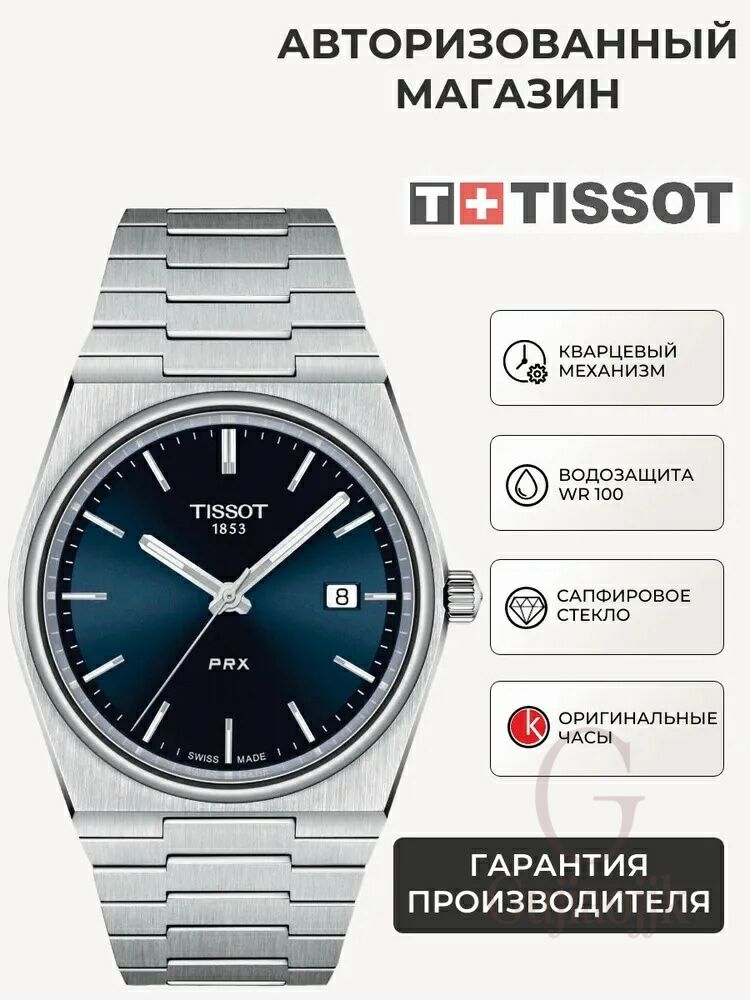 АВТОРИЗОВАННЫЙ
МАГАЗИН
T+ TISSOT
КВАРЦЕВЫЙ
МЕХАНИЗМ
ВОДОЗАЩИТА
WR 100
САПФИРОВОЕ
СТЕКЛО
k
ОРИГИНАЛЬНЫЕ
ЧАСЫ
G
ГАРАНТИЯ
ПРОИЗВОДИТЕЛЯ
TISSOT
1853
8
PRX
SWISS MADE